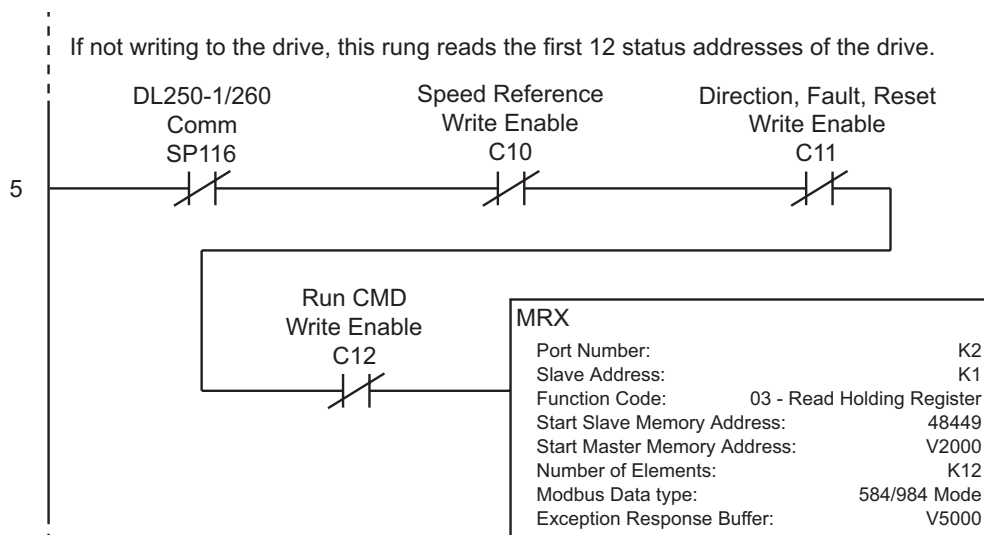 If not writing to the drive, this rung reads the first 12 status addresses of the drive.
DL250-1/260
Comm
SP116
Speed Reference
Write Enable
C10
Direction, Fault, Reset
Write Enable
C11
5
Run CMD
Write Enable
C12
MRX
Port Number: K2
Slave Address: K1
Function Code: 03 - Read Holding Register
Start Slave Memory Address: 48449
Start Master Memory Address: V2000
Number of Elements: K12
Modbus Data type: 584/984 Mode
Exception Response Buffer: V5000